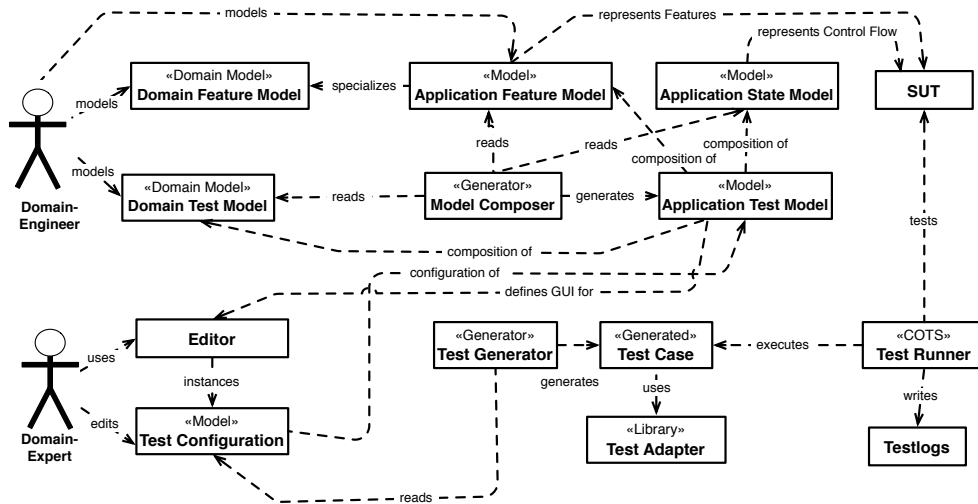 models
represents Features
represents Control Flow
«Domain Model»
Domain Feature Model
specializes
«Model»
Application Feature Model
«Model»
Application State Model
SUT
models
models
Domain-
Engineer
reads
reads
composition of
composition of
«Domain Model»
Domain Test Model
reads
«Generator»
Model Composer
generates
«Model»
Application Test Model
tests
composition of
configuration of
defines GUI for
Editor
uses
instances
edits
Domain-
Expert
«Model»
Test Configuration
«Generator»
Test Generator
generates
«Generated»
Test Case
executes
«COTS»
Test Runner
uses
writes
«Library»
Test Adapter
Testlogs
reads